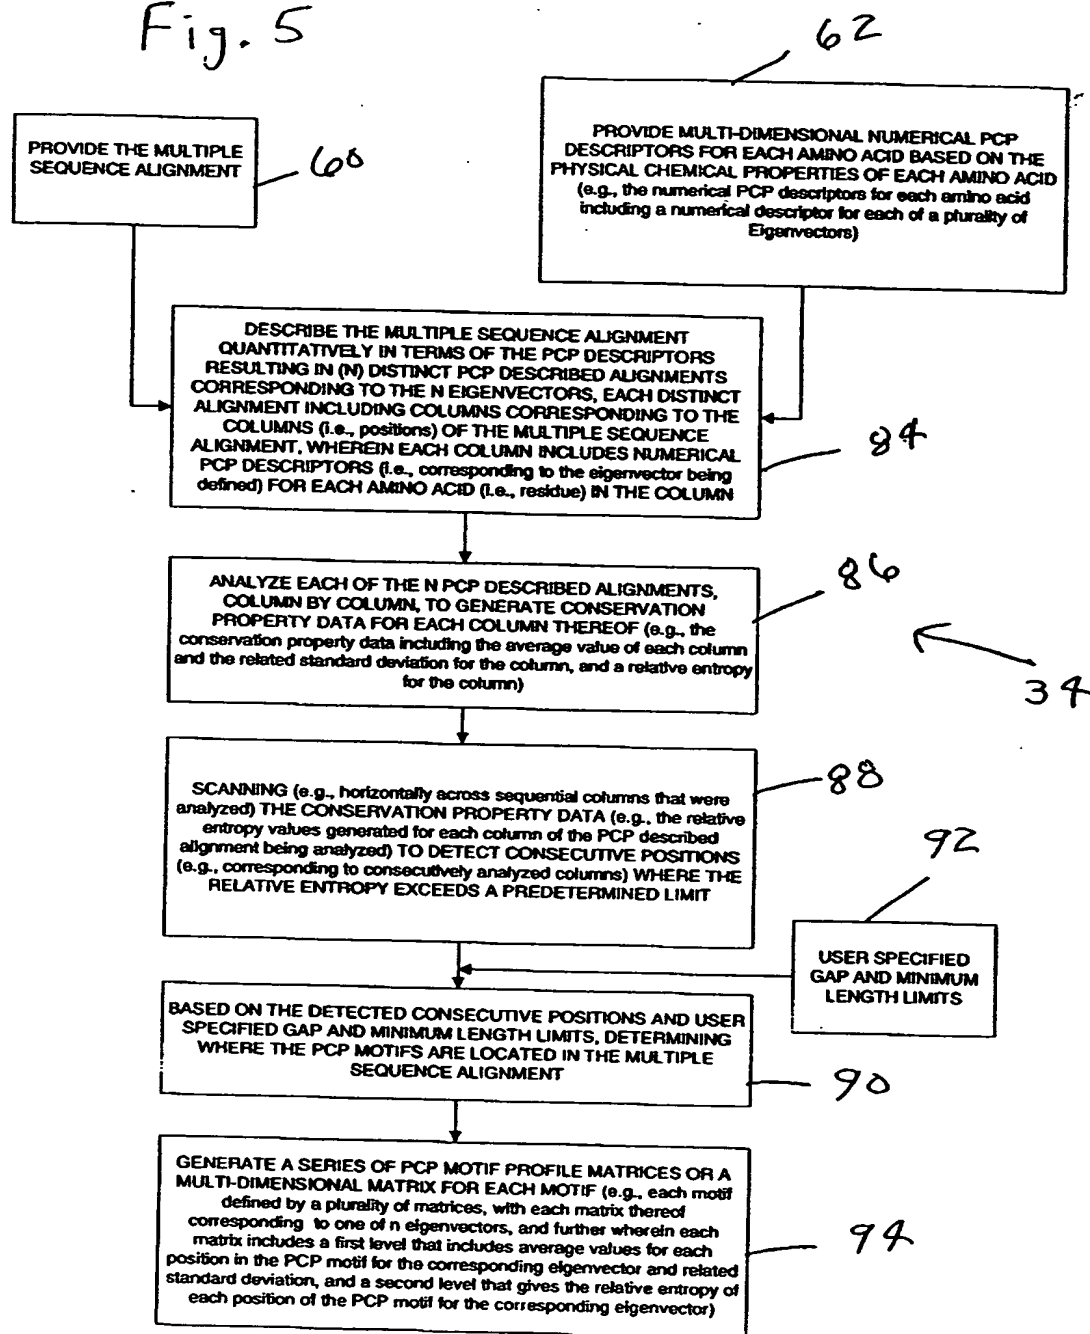 Fig. 5
62
PROVIDE THE MULTIPLE
SEQUENCE ALIGNMENT
60
PROVIDE MULTI-DIMENSIONAL NUMERICAL PCP
DESCRIPTORS FOR EACH AMINO ACID BASED ON THE
PHYSICAL CHEMICAL PROPERTIES OF EACH AMINO ACID
(e.g., the numerical PCP descriptors for each amino acid
including a numerical descriptor for each of a plurality of
Eigenvectors)
DESCRIBE THE MULTIPLE SEQUENCE ALIGNMENT
QUANTITATIVELY IN TERMS OF THE PCP DESCRIPTORS
RESULTING IN (N) DISTINCT PCP DESCRIBED ALIGNMENTS
CORRESPONDING TO THE N EIGENVECTORS, EACH DISTINCT
ALIGNMENT INCLUDING COLUMNS CORRESPONDING TO THE
COLUMNS (i.e., positions) OF THE MULTIPLE SEQUENCE
ALIGNMENT, WHEREIN EACH COLUMN INCLUDES NUMERICAL
PCP DESCRIPTORS (i.e., corresponding to the eigenvector being
defined) FOR EACH AMINO ACID (i.e., residue) IN THE COLUMN
84
ANALYZE EACH OF THE N PCP DESCRIBED ALIGNMENTS,
COLUMN BY COLUMN, TO GENERATE CONSERVATION
PROPERTY DATA FOR EACH COLUMN THEREOF (e.g., the
conservation property data including the average value of each column
and the related standard deviation for the column, and a relative entropy
for the column)
86
34
SCANNING (e.g., horizontally across sequential columns that were
analyzed) THE CONSERVATION PROPERTY DATA (e.g., the relative
entropy values generated for each column of the PCP described
alignment being analyzed) TO DETECT CONSECUTIVE POSITIONS
(e.g., corresponding to consecutively analyzed columns) WHERE THE
RELATIVE ENTROPY EXCEEDS A PREDETERMINED LIMIT
88
92
USER SPECIFIED
GAP AND MINIMUM
LENGTH LIMITS
BASED ON THE DETECTED CONSECUTIVE POSITIONS AND USER
SPECIFIED GAP AND MINIMUM LENGTH LIMITS, DETERMINING
WHERE THE PCP MOTIFS ARE LOCATED IN THE MULTIPLE
SEQUENCE ALIGNMENT
90
GENERATE A SERIES OF PCP MOTIF PROFILE MATRICES OR A
MULTI-DIMENSIONAL MATRIX FOR EACH MOTIF (e.g., each motif
defined by a plurality of matrices, with each matrix thereof
corresponding to one of n eigenvectors, and further wherein each
matrix includes a first level that includes average values for each
position in the PCP motif for the corresponding eigenvector and related
standard deviation, and a second level that gives the relative entropy of
each position of the PCP motif for the corresponding eigenvector)
94